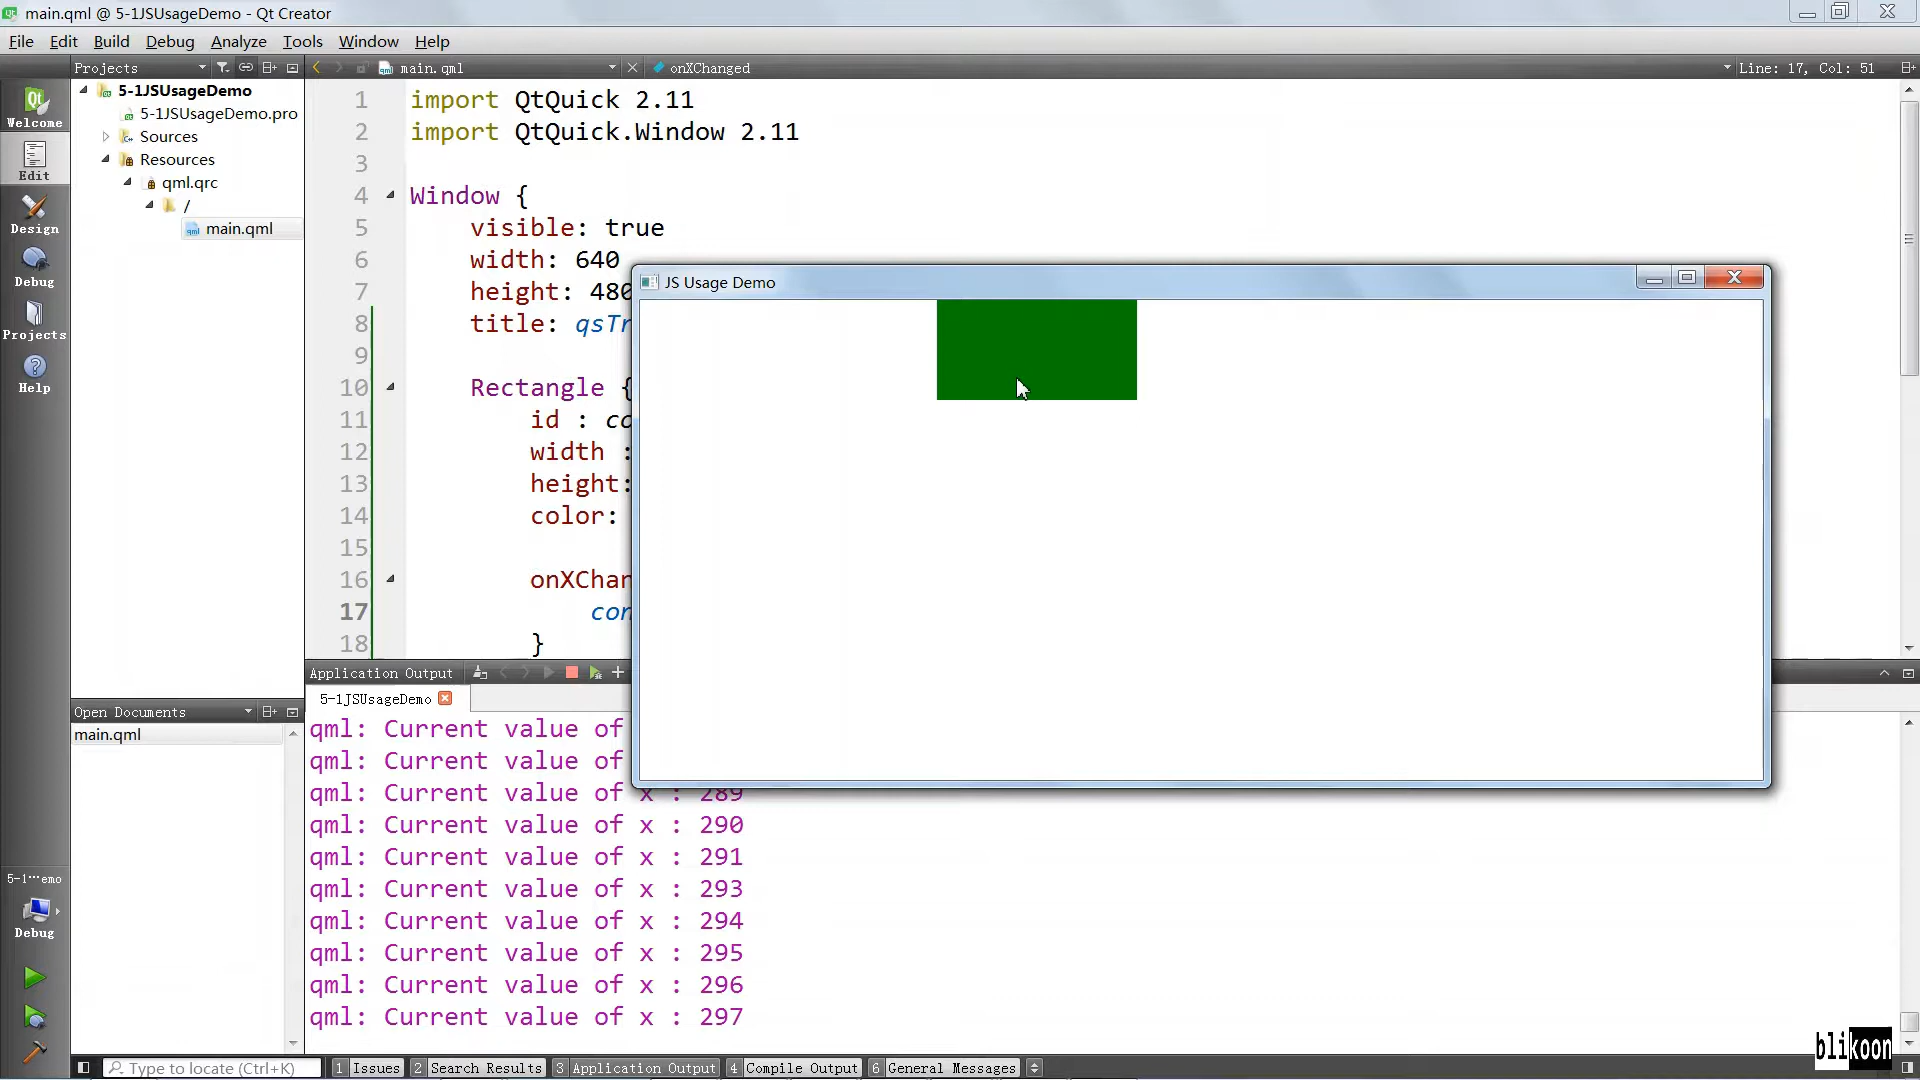 main.qml @ 5-1JSUsageDemo - Qt Creator
File Edit Build Debug Analyze Tools Window Help
Projects
main.qml
onXChanged
Line: 17, Col: 51
Welcome
Edit
Design
Debug
Projects
Help
5-1JSUsageDemo
5-1JSUsageDemo.pro
Sources
Resources
qml.qrc
/
main.qml
1 import QtQuick 2.11
2 import QtQuick.Window 2.11
3
4 Window {
5 visible: true
6 width: 640
7 height: 480
8 title: qsTr
9
10 Rectangle {
11 id : co
12 width :
13 height:
14 color:
15
16 onXChan
17 con
18 }
JS Usage Demo
Application Output
5-1JSUsageDemo
qml: Current value of
qml: Current value of
qml: Current value of x : 289
qml: Current value of x : 290
qml: Current value of x : 291
qml: Current value of x : 293
qml: Current value of x : 294
qml: Current value of x : 295
qml: Current value of x : 296
qml: Current value of x : 297
Open Documents
main.qml
5-1···emo
Debug
Type to locate (Ctrl+K)
1 Issues 2 Search Results 3 Application Output 4 Compile Output 6 General Messages
blikoon